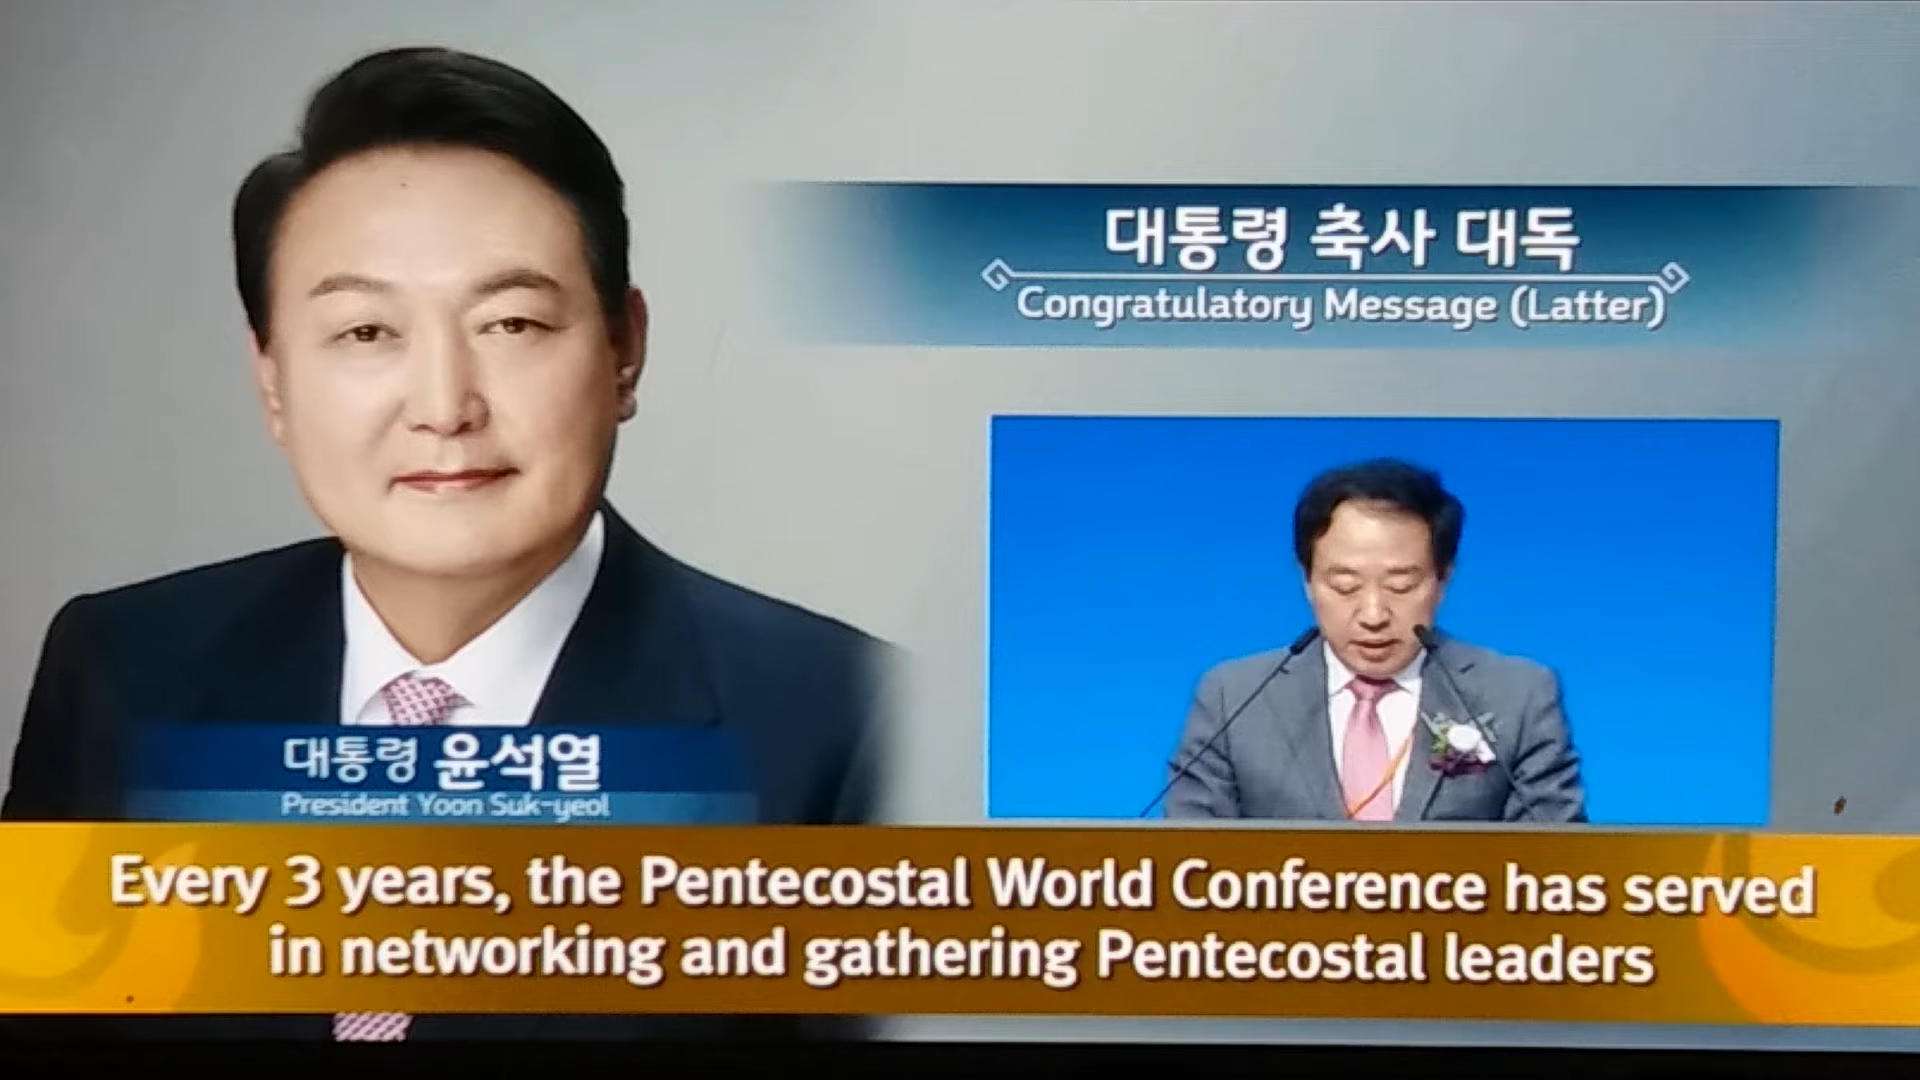 대통령 축사 대독
Congratulatory Message (Latter)
대통령 윤석열
President Yoon Suk-yeol
Every 3 years, the Pentecostal World Conference has served
in networking and gathering Pentecostal leaders